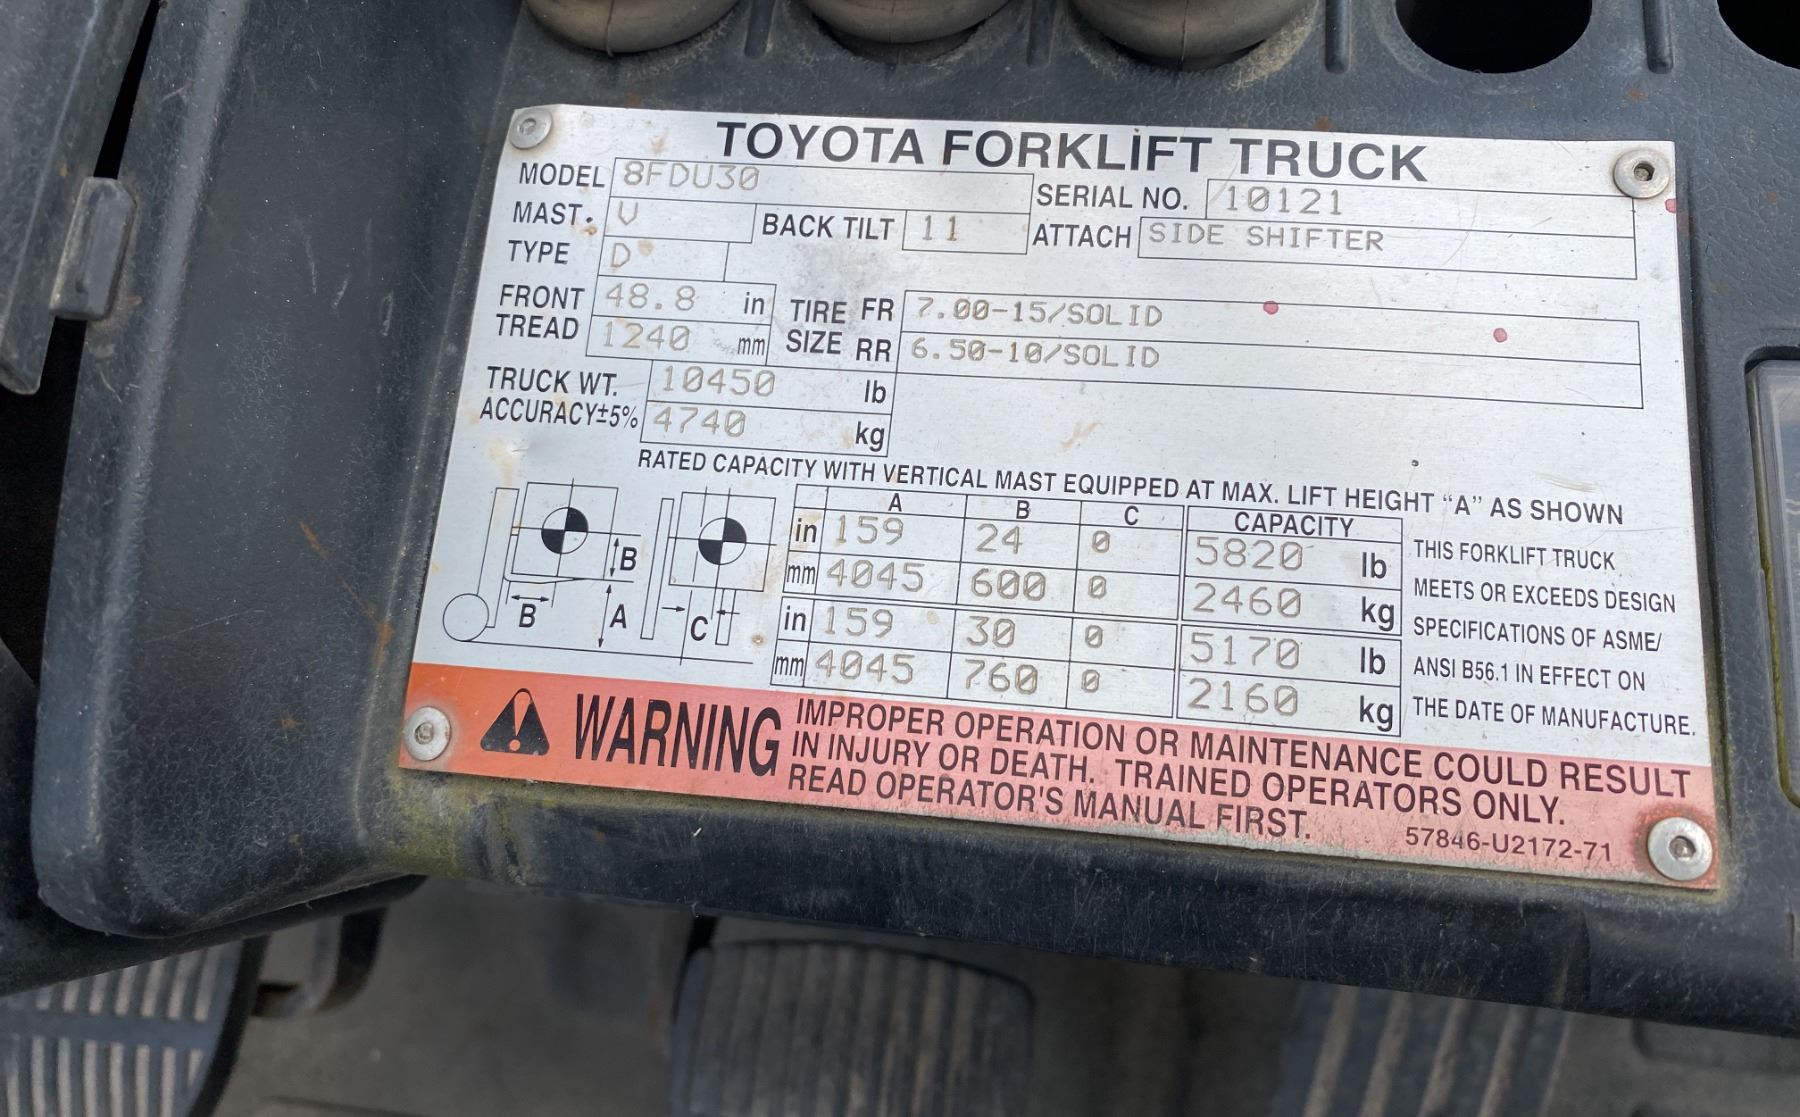 TOYOTA FORKLIFT TRUCK
MODEL 8FDU30 SERIAL NO. 10121
MAST. V BACK TILT 11 ATTACH SIDE SHIFTER
TYPE D
FRONT TREAD 48.8 in TIRE SIZE FR 7.00-15/SOLID
1240 mm RR 6.50-10/SOLID
TRUCK WT. 10450 lb
ACCURACY±5% 4740 kg
RATED CAPACITY WITH VERTICAL MAST EQUIPPED AT MAX. LIFT HEIGHT “A” AS SHOWN
A B C CAPACITY
in 159 24 0 5820 lb
mm 4045 600 0 2460 kg
in 159 30 0 5170 lb
mm 4045 760 0 2160 kg
B
B A C
THIS FORKLIFT TRUCK
MEETS OR EXCEEDS DESIGN
SPECIFICATIONS OF ASME/
ANSI B56.1 IN EFFECT ON
THE DATE OF MANUFACTURE.
WARNING
IMPROPER OPERATION OR MAINTENANCE COULD RESULT
IN INJURY OR DEATH. TRAINED OPERATORS ONLY.
READ OPERATOR'S MANUAL FIRST.
57846-U2172-71